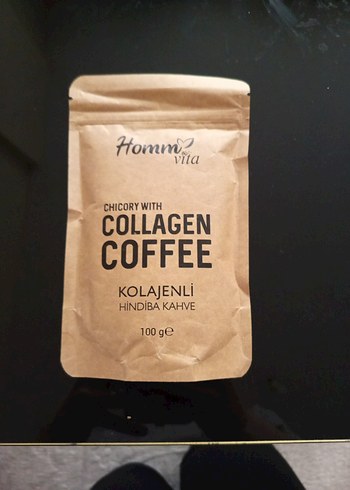 Homm
vita
CHICORY WITH
COLLAGEN
COFFEE
KOLAJENLİ
HİNDİBA KAHVE
100 g℮